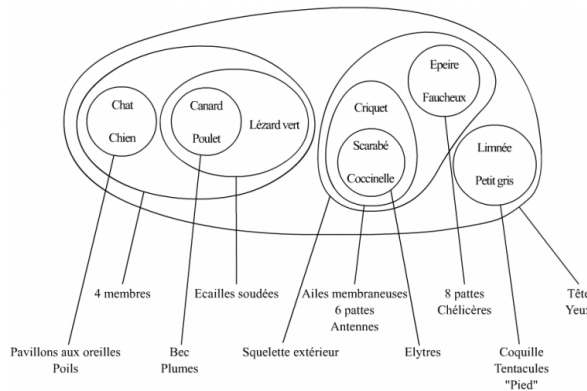 Epeire
Faucheux
Chat
Chien
Canard
Poulet
Lézard vert
Criquet
Scarabé
Coccinelle
Limnée
Petit gris
4 membres
Ecailles soudées
Ailes membraneuses
6 pattes
Antennes
8 pattes
Chélicères
Tête
Yeux
Pavillons aux oreilles
Poils
Bec
Plumes
Squelette extérieur
Elytres
Coquille
Tentacules
"Pied"